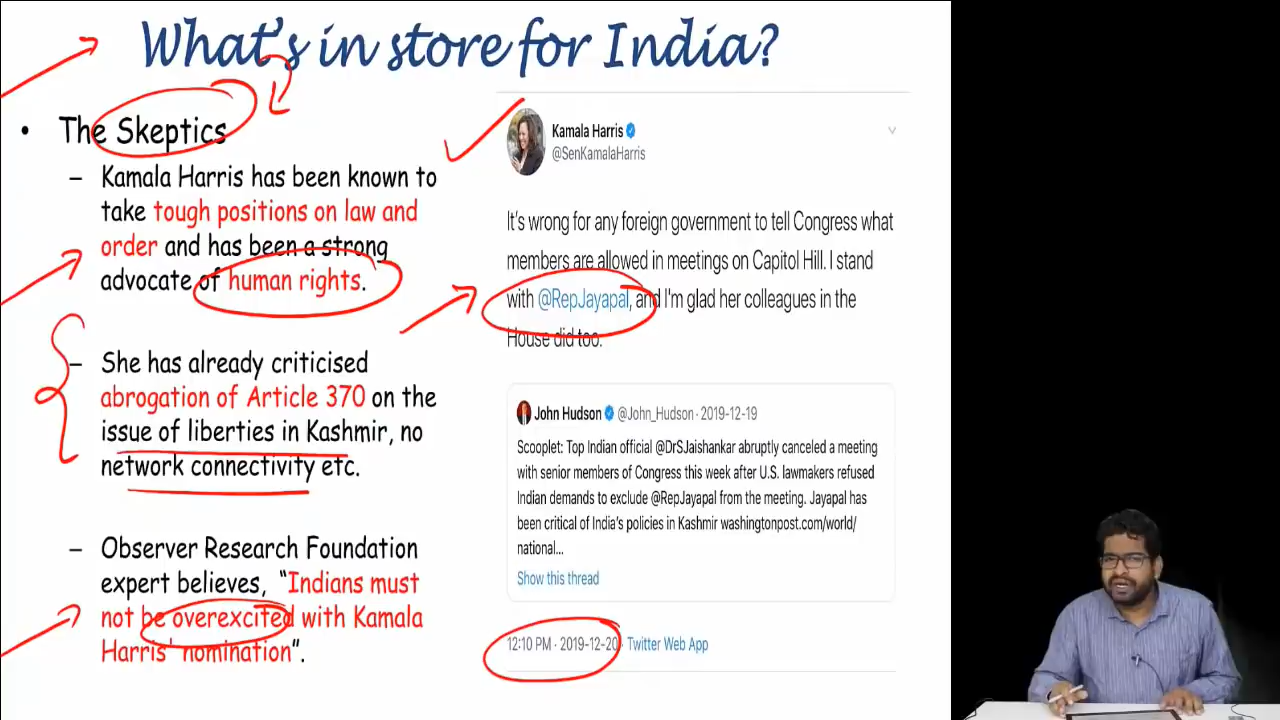 What's in store for India?
• The Skeptics
– Kamala Harris has been known to
take tough positions on law and
order and has been a strong
advocate of human rights.
– She has already criticised
abrogation of Article 370 on the
issue of liberties in Kashmir, no
network connectivity etc.
– Observer Research Foundation
expert believes, “Indians must
not be overexcited with Kamala
Harris' nomination”.
Kamala Harris
@SenKamalaHarris
It's wrong for any foreign government to tell Congress what
members are allowed in meetings on Capitol Hill. I stand
with @RepJayapal, and I'm glad her colleagues in the
House did too.
John Hudson @John_Hudson · 2019-12-19
Scooplet: Top Indian official @DrSJaishankar abruptly canceled a meeting
with senior members of Congress this week after U.S. lawmakers refused
Indian demands to exclude @RepJayapal from the meeting. Jayapal has
been critical of India's policies in Kashmir washingtonpost.com/world/
national...
Show this thread
12:10 PM · 2019-12-20 · Twitter Web App